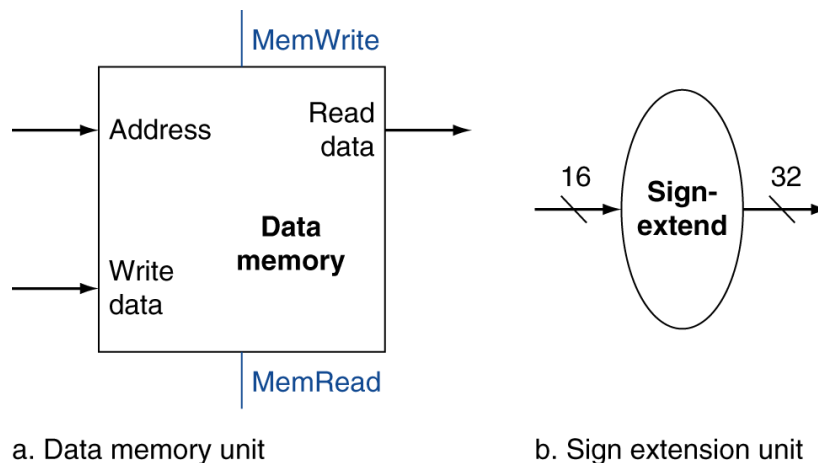 MemWrite
Address
Read
data
Data
memory
Write
data
MemRead
16
Sign-
extend
32
a. Data memory unit
b. Sign extension unit